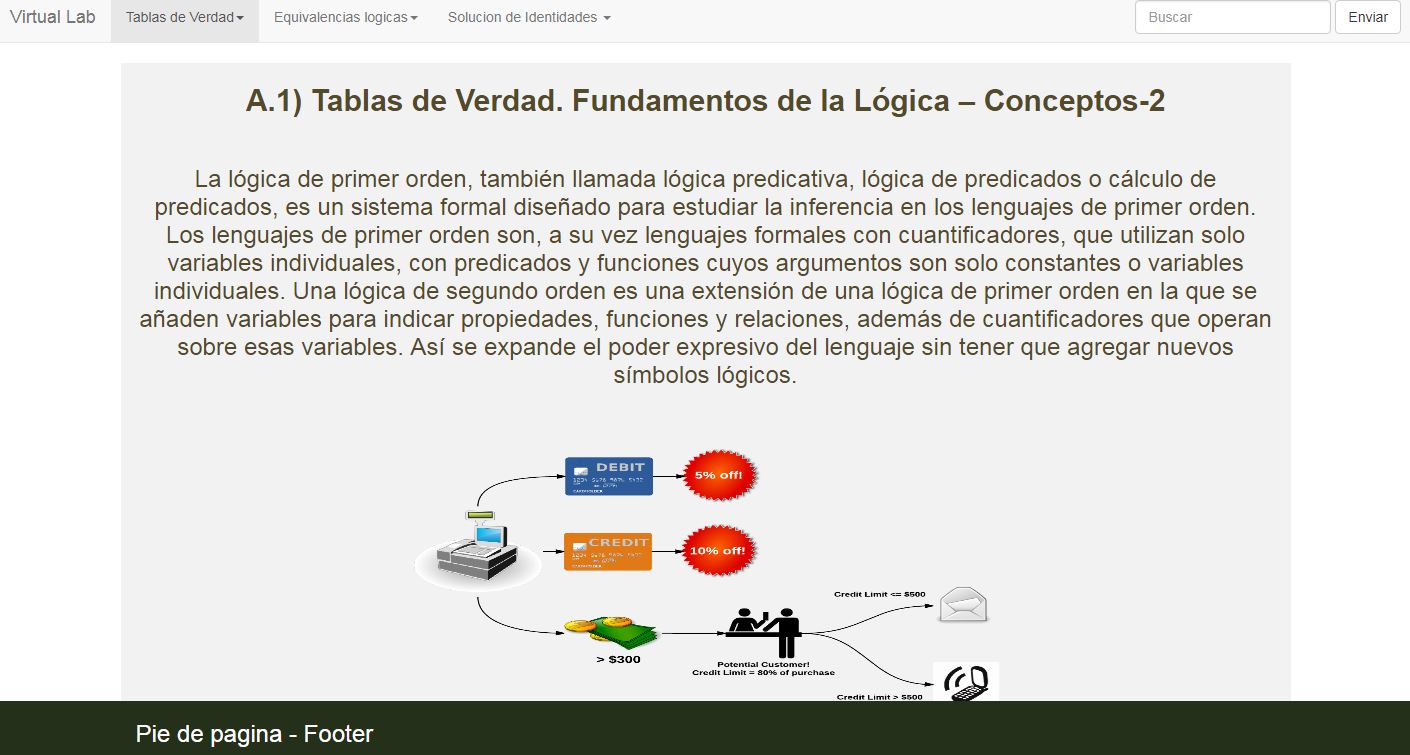 Virtual Lab Tablas de Verdad Equivalencias logicas Solucion de Identidades Buscar Enviar
A.1) Tablas de Verdad. Fundamentos de la Lógica – Conceptos-2
La lógica de primer orden, también llamada lógica predicativa, lógica de predicados o cálculo de
predicados, es un sistema formal diseñado para estudiar la inferencia en los lenguajes de primer orden.
Los lenguajes de primer orden son, a su vez lenguajes formales con cuantificadores, que utilizan solo
variables individuales, con predicados y funciones cuyos argumentos son solo constantes o variables
individuales. Una lógica de segundo orden es una extensión de una lógica de primer orden en la que se
añaden variables para indicar propiedades, funciones y relaciones, además de cuantificadores que operan
sobre esas variables. Así se expande el poder expresivo del lenguaje sin tener que agregar nuevos
símbolos lógicos.
DEBIT
CARDHOLDER
5% off!
CREDIT
CARDHOLDER
10% off!
> $300
Potential Customer!
Credit Limit = 80% of purchase
Credit Limit <= $500
Credit Limit > $500
Pie de pagina - Footer